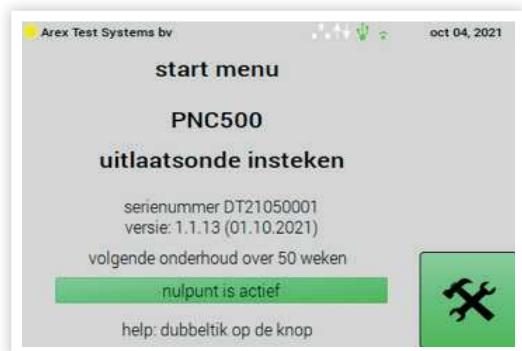 Arex Test Systems bv
oct 04, 2021
start menu
PNC500
uitlaatsonde insteken
serienummer DT21050001
versie: 1.1.13 (01.10.2021)
volgende onderhoud over 50 weken
nulpunt is actief
help: dubbeltik op de knop